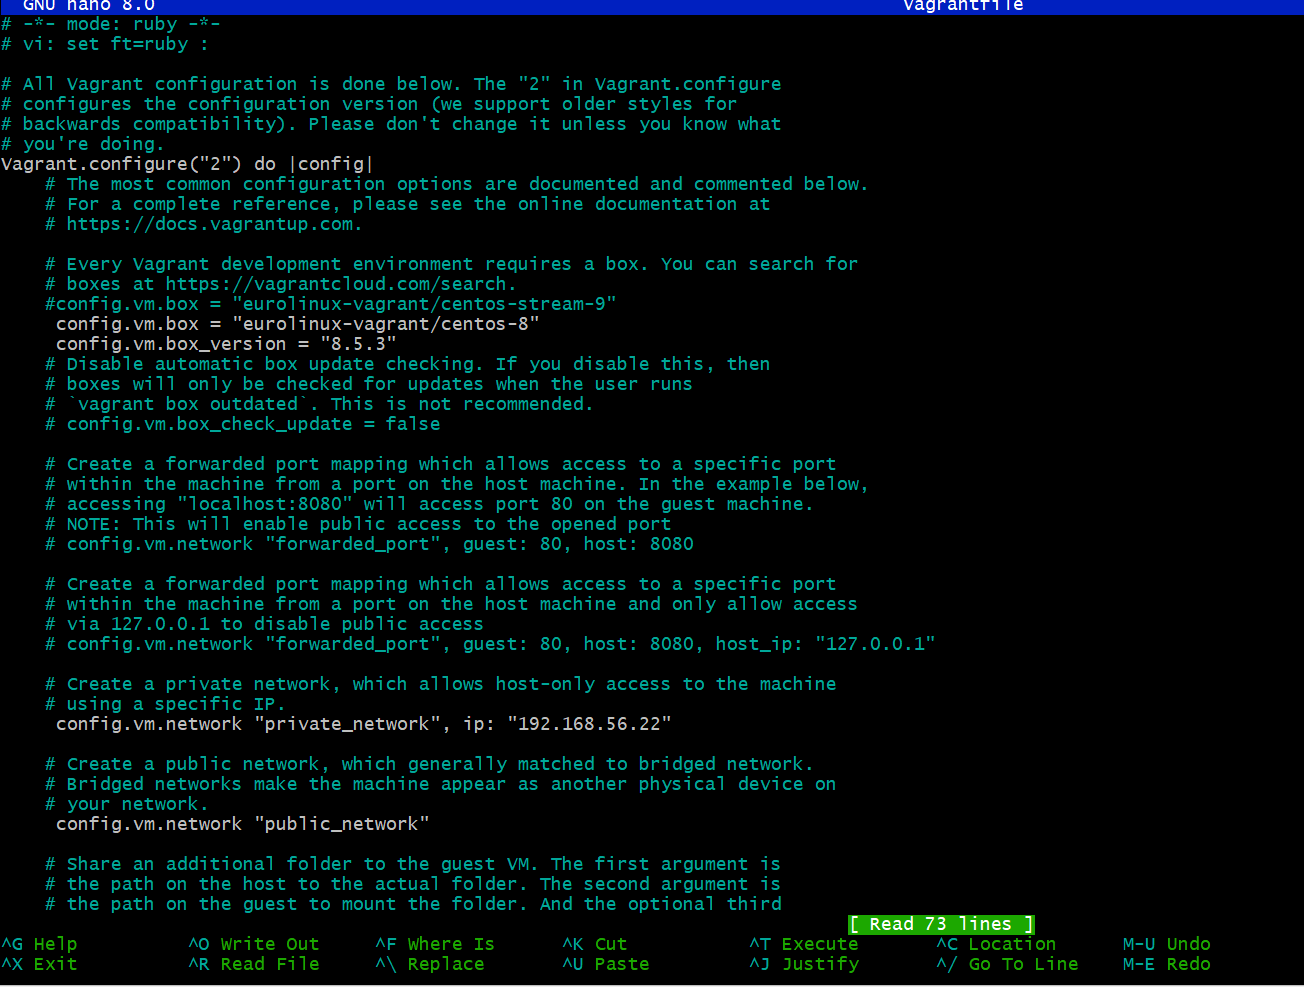 GNU nano 8.0 Vagrantfile
# -*- mode: ruby -*-
# vi: set ft=ruby :
# All Vagrant configuration is done below. The "2" in Vagrant.configure
# configures the configuration version (we support older styles for
# backwards compatibility). Please don't change it unless you know what
# you're doing.
Vagrant.configure("2") do |config|
# The most common configuration options are documented and commented below.
# For a complete reference, please see the online documentation at
# https://docs.vagrantup.com.
# Every Vagrant development environment requires a box. You can search for
# boxes at https://vagrantcloud.com/search.
#config.vm.box = "eurolinux-vagrant/centos-stream-9"
config.vm.box = "eurolinux-vagrant/centos-8"
config.vm.box_version = "8.5.3"
# Disable automatic box update checking. If you disable this, then
# boxes will only be checked for updates when the user runs
# `vagrant box outdated`. This is not recommended.
# config.vm.box_check_update = false
# Create a forwarded port mapping which allows access to a specific port
# within the machine from a port on the host machine. In the example below,
# accessing "localhost:8080" will access port 80 on the guest machine.
# NOTE: This will enable public access to the opened port
# config.vm.network "forwarded_port", guest: 80, host: 8080
# Create a forwarded port mapping which allows access to a specific port
# within the machine from a port on the host machine and only allow access
# via 127.0.0.1 to disable public access
# config.vm.network "forwarded_port", guest: 80, host: 8080, host_ip: "127.0.0.1"
# Create a private network, which allows host-only access to the machine
# using a specific IP.
config.vm.network "private_network", ip: "192.168.56.22"
# Create a public network, which generally matched to bridged network.
# Bridged networks make the machine appear as another physical device on
# your network.
config.vm.network "public_network"
# Share an additional folder to the guest VM. The first argument is
# the path on the host to the actual folder. The second argument is
# the path on the guest to mount the folder. And the optional third
[ Read 73 lines ]
^G Help ^O Write Out ^F Where Is ^K Cut ^T Execute ^C Location M-U Undo
^X Exit ^R Read File ^\ Replace ^U Paste ^J Justify ^/ Go To Line M-E Redo